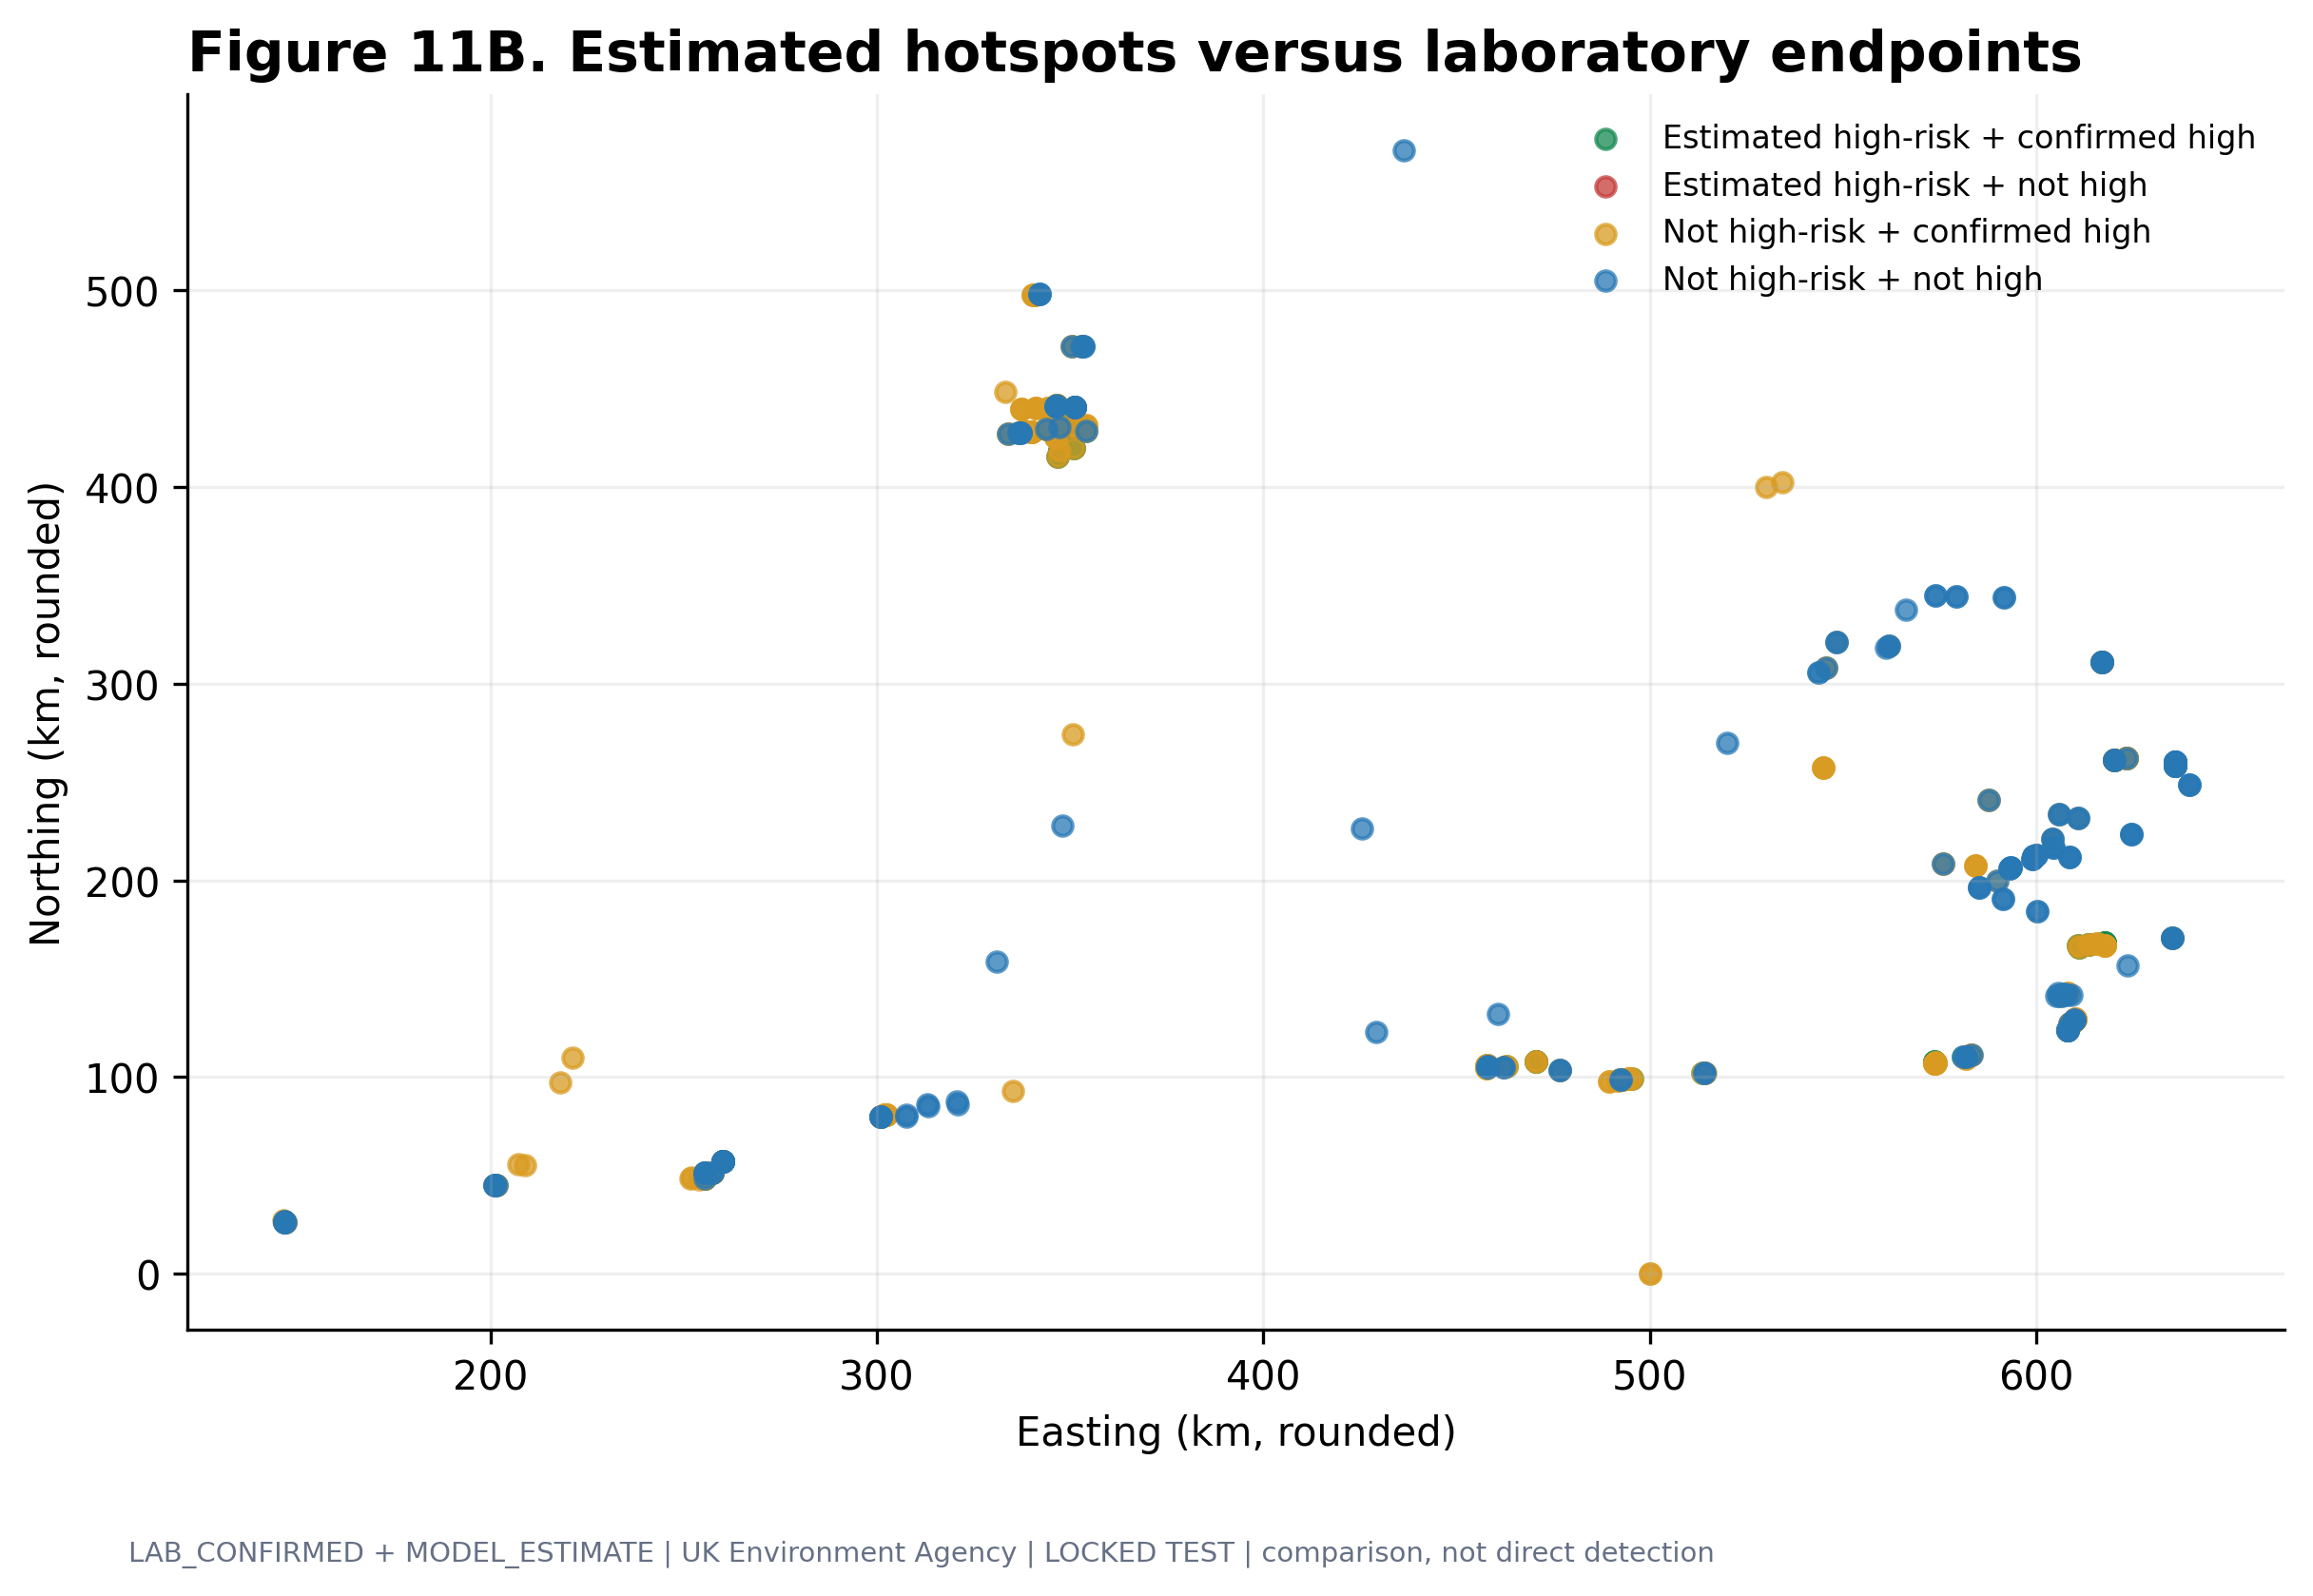 Figure 11B. Estimated hotspots versus laboratory endpoints
Estimated high-risk + confirmed high
Estimated high-risk + not high
Not high-risk + confirmed high
Not high-risk + not high
500
400
300
200
100
0
Northing (km, rounded)
200 300 400 500 600
Easting (km, rounded)
LAB_CONFIRMED + MODEL_ESTIMATE | UK Environment Agency | LOCKED TEST | comparison, not direct detection